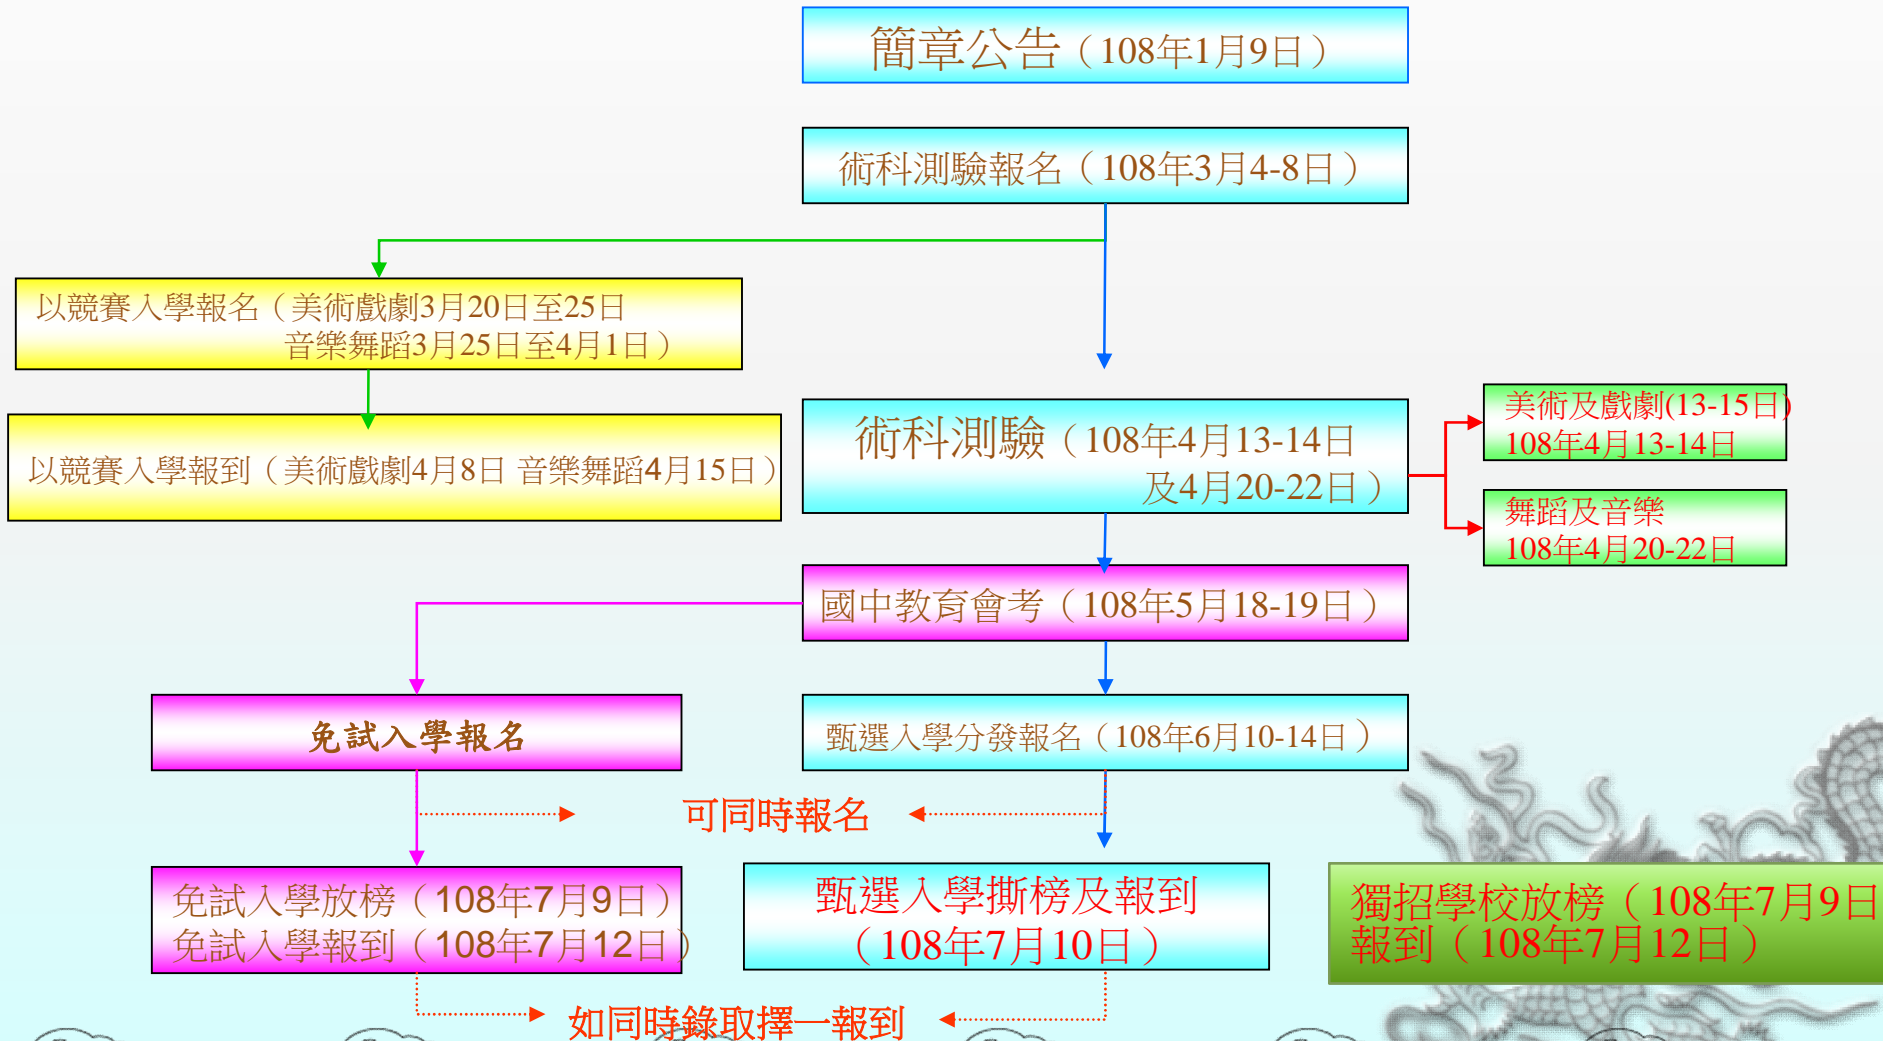 簡章公告（108年1月9日）
術科測驗報名（108年3月4-8日）
以競賽入學報名（美術戲劇3月20日至25日
音樂舞蹈3月25日至4月1日）
以競賽入學報到（美術戲劇4月8日 音樂舞蹈4月15日）
術科測驗（108年4月13-14日
及4月20-22日）
美術及戲劇(13-15日)
108年4月13-14日
舞蹈及音樂
108年4月20-22日
國中教育會考（108年5月18-19日）
免試入學報名
甄選入學分發報名（108年6月10-14日）
可同時報名
免試入學放榜（108年7月9日）
免試入學報到（108年7月12日）
甄選入學撕榜及報到
（108年7月10日）
獨招學校放榜（108年7月9日
報到（108年7月12日）
如同時錄取擇一報到